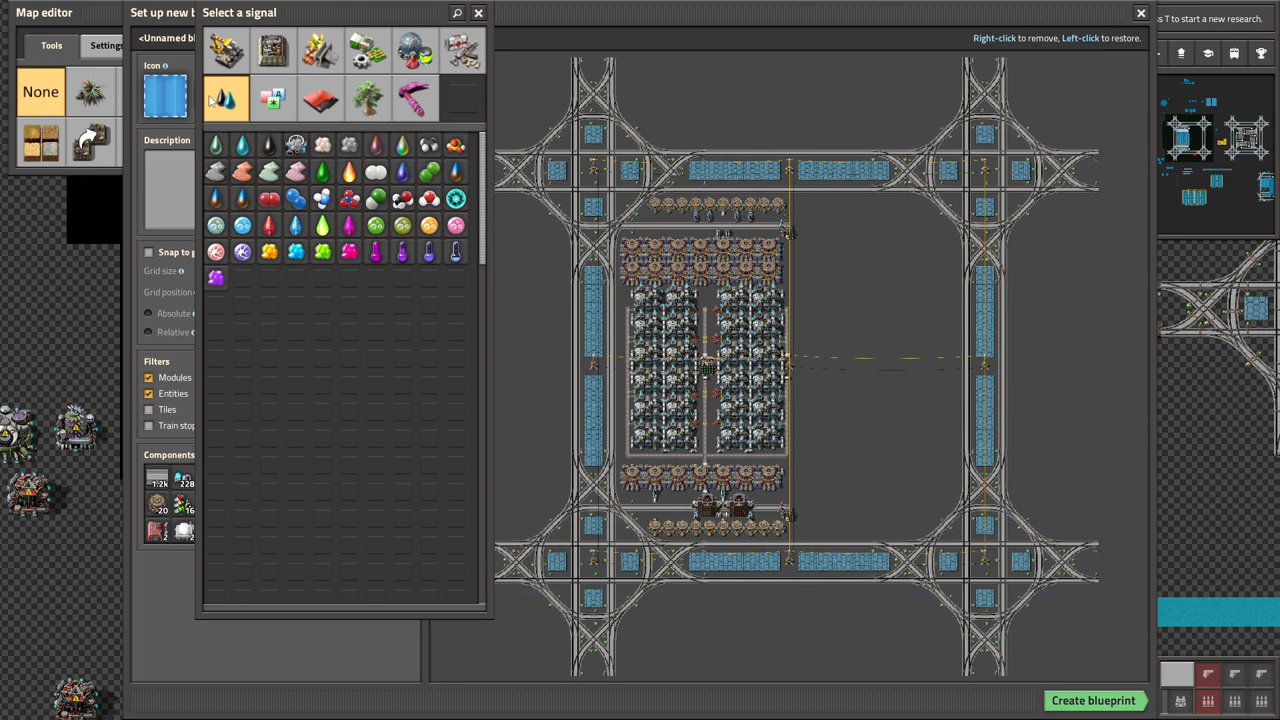 Map editor
Tools
Settings
None
Set up new b
<Unnamed bl
Icon
Description
Snap to g
Grid size
Grid position
Absolute
Relative
Filters
Modules
Entities
Tiles
Train stop
Components
1.2k
228
20
16
2
2
Select a signal
Right-click to remove, Left-click to restore.
Create blueprint
ss T to start a new research.